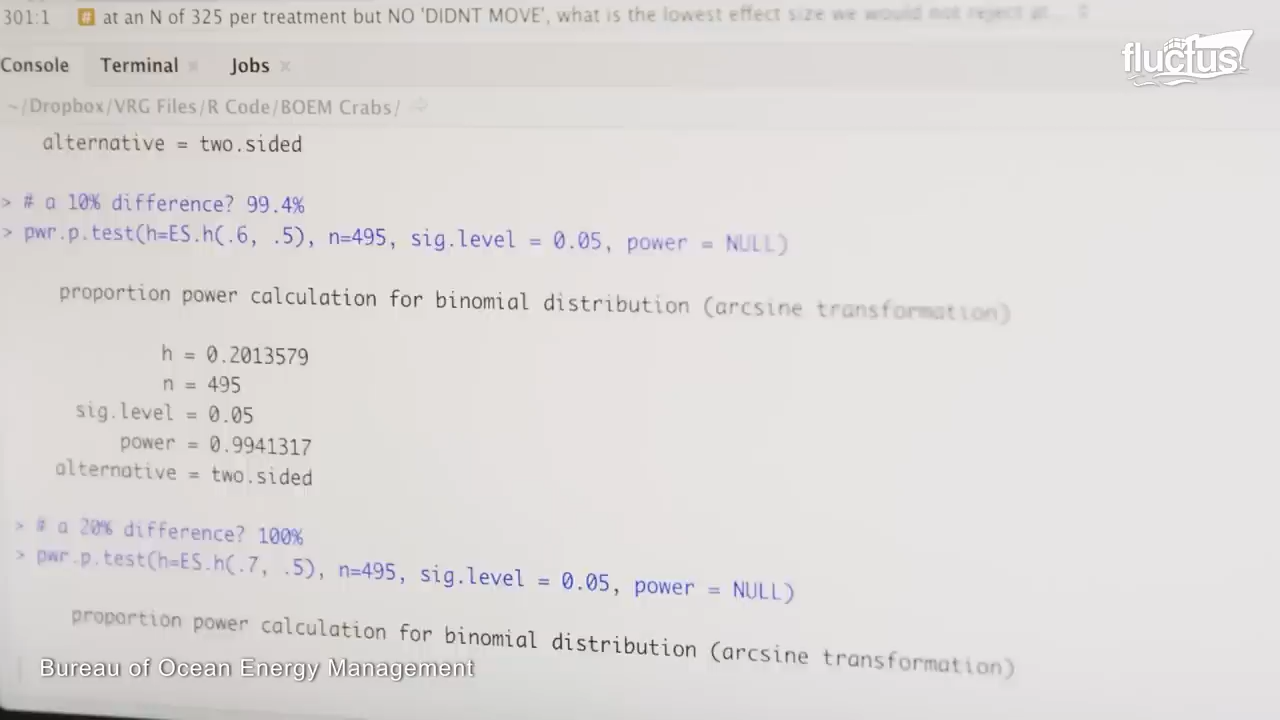 301:1 # at an N of 325 per treatment but NO 'DIDNT MOVE', what is the lowest effect size we would not reject at...
fluctus
Console Terminal × Jobs ×
~/Dropbox/VRG Files/R Code/BOEM Crabs/
alternative = two.sided
> # a 10% difference? 99.4%
> pwr.p.test(h=ES.h(.6, .5), n=495, sig.level = 0.05, power = NULL)
proportion power calculation for binomial distribution (arcsine transformation)
h = 0.2013579
n = 495
sig.level = 0.05
power = 0.9941317
alternative = two.sided
> # a 20% difference? 100%
> pwr.p.test(h=ES.h(.7, .5), n=495, sig.level = 0.05, power = NULL)
proportion power calculation for binomial distribution (arcsine transformation)
Bureau of Ocean Energy Management